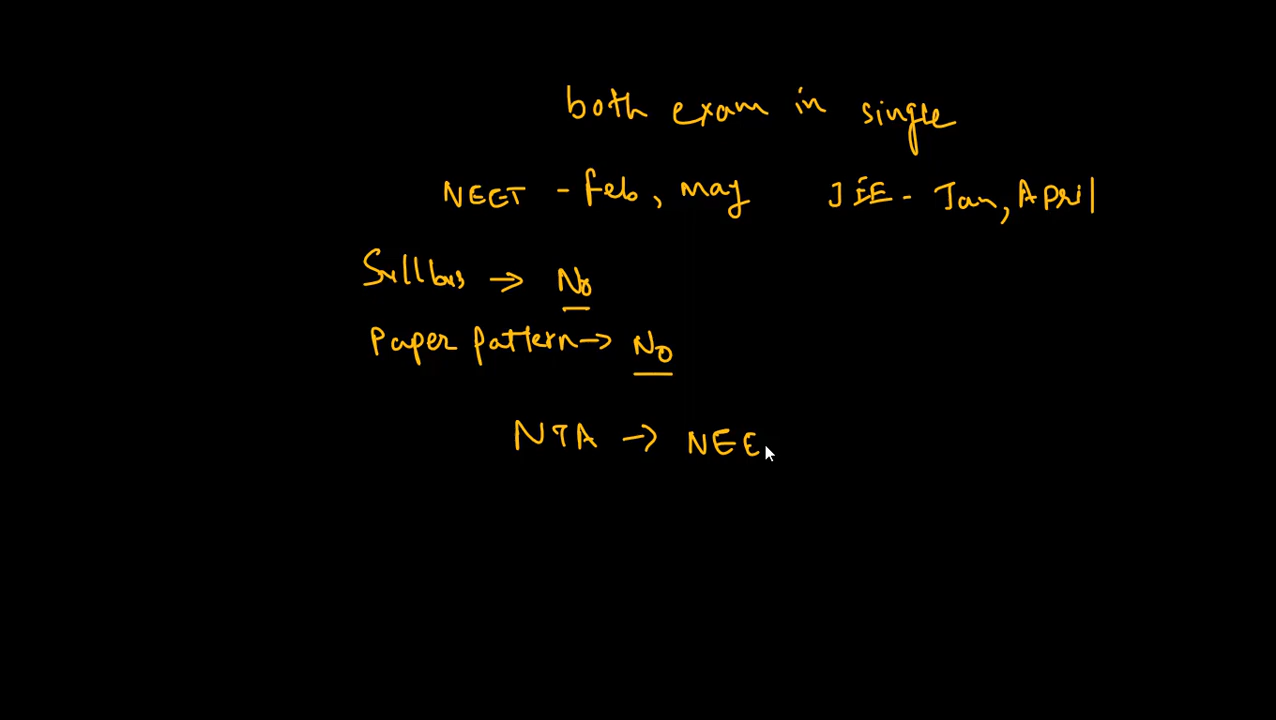 both exam in single
NEET - feb, may JEE - Jan, April
Syllbus → No
Paper pattern → No
NTA → NEE